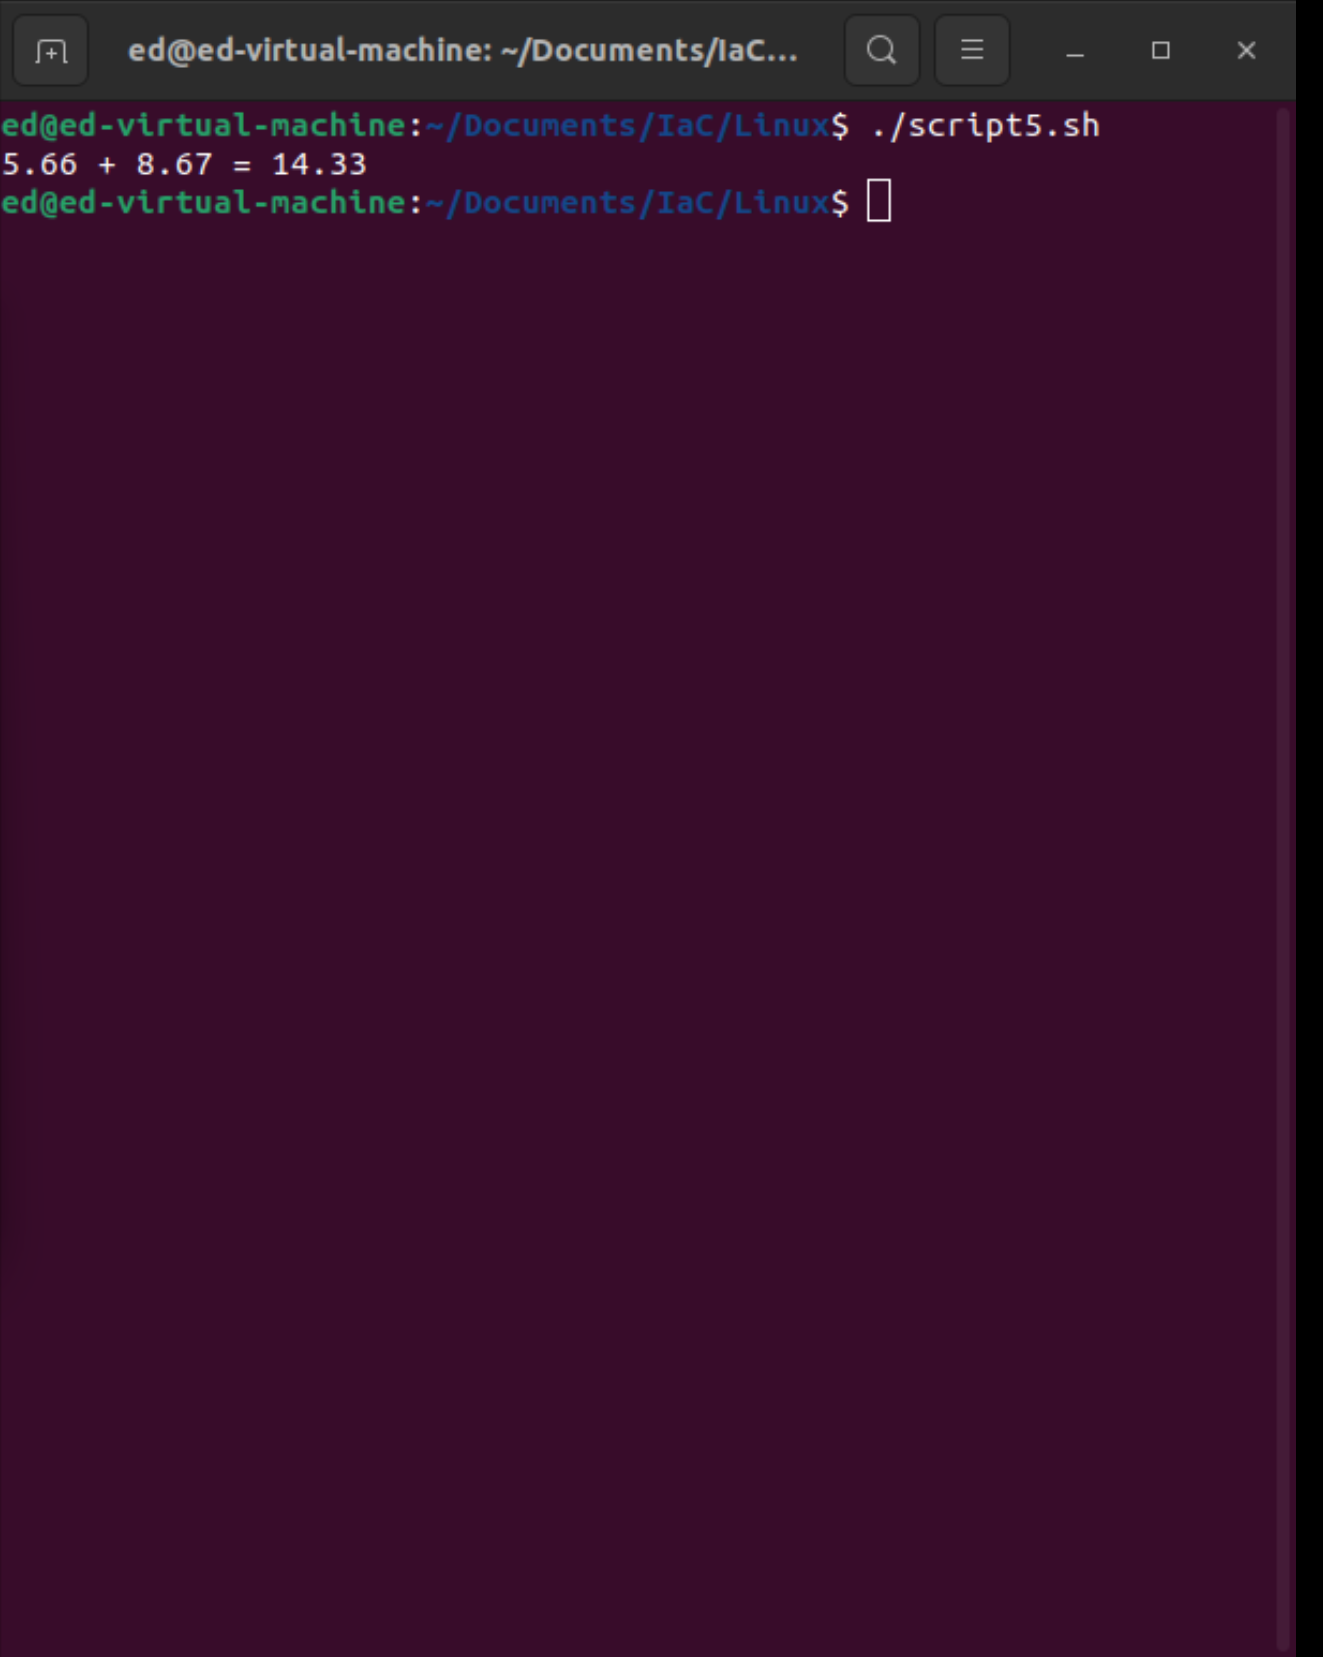 ed@ed-virtual-machine: ~/Documents/IaC...
ed@ed-virtual-machine:~/Documents/IaC/Linux$ ./script5.sh
5.66 + 8.67 = 14.33
ed@ed-virtual-machine:~/Documents/IaC/Linux$